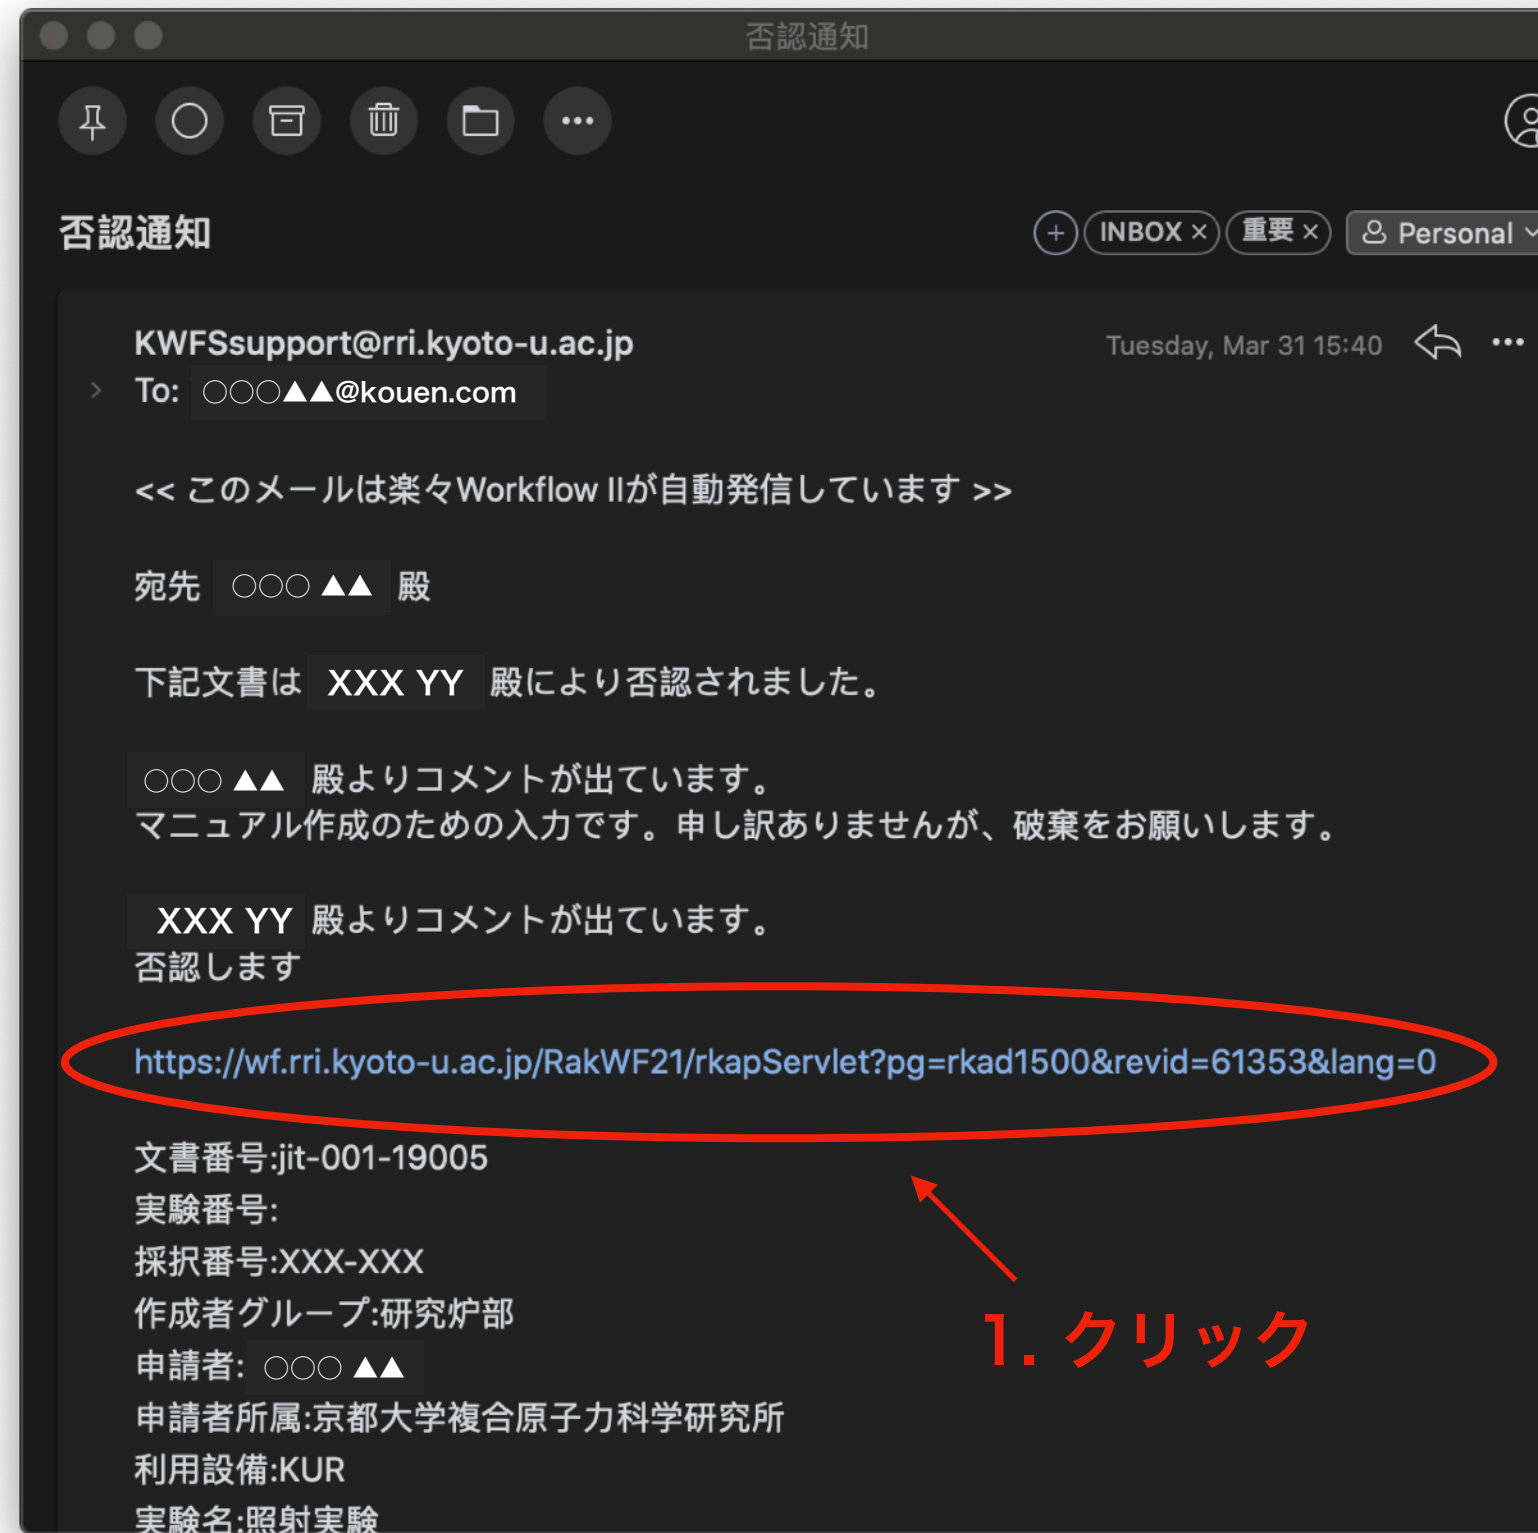 否認通知
否認通知
INBOX ×
重要 ×
Personal
KWFSsupport@rri.kyoto-u.ac.jp
Tuesday, Mar 31 15:40
To: ○○○▲▲@kouen.com
<< このメールは楽々Workflow IIが自動発信しています >>
宛先 ○○○ ▲▲ 殿
下記文書は XXX YY 殿により否認されました。
○○○ ▲▲ 殿よりコメントが出ています。
マニュアル作成のための入力です。申し訳ありませんが、破棄をお願いします。
XXX YY 殿よりコメントが出ています。
否認します
https://wf.rri.kyoto-u.ac.jp/RakWF21/rkapServlet?pg=rkad1500&revid=61353&lang=0
文書番号:jit-001-19005
実験番号:
採択番号:XXX-XXX
作成者グループ:研究炉部
1. クリック
申請者: ○○○ ▲▲
申請者所属:京都大学複合原子力科学研究所
利用設備:KUR
実験名:照射実験